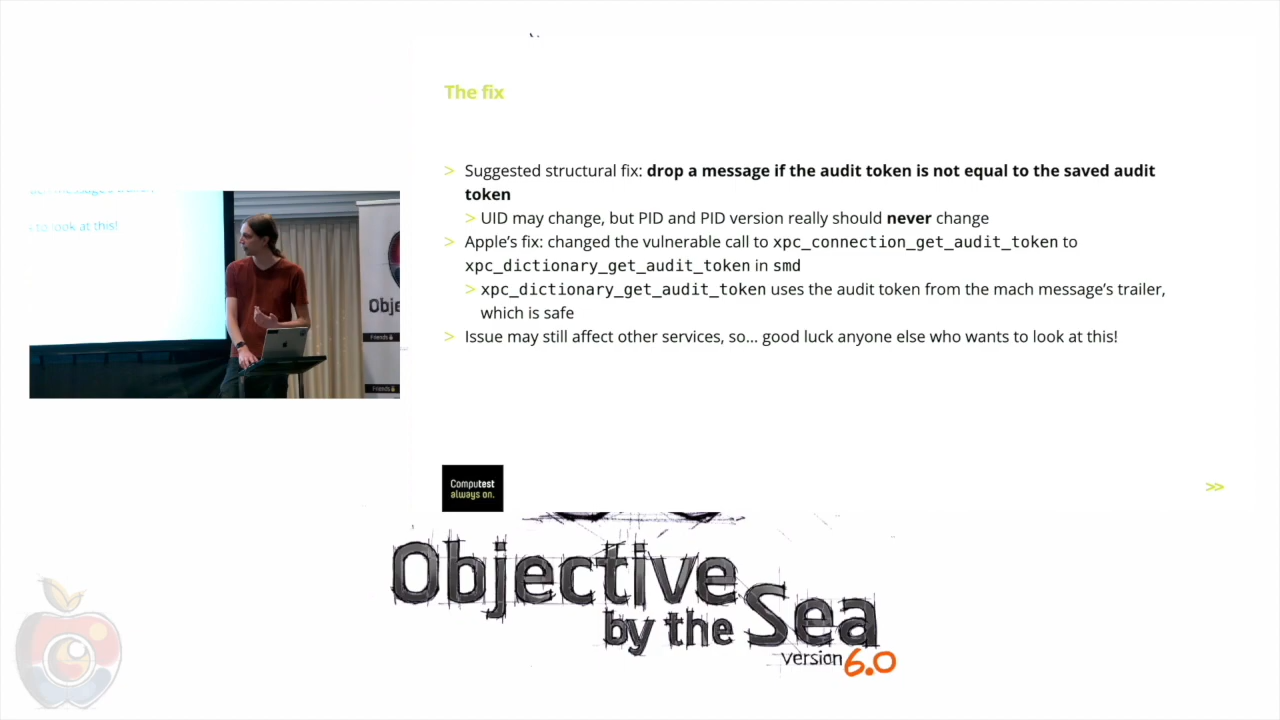 The fix
> Suggested structural fix: drop a message if the audit token is not equal to the saved audit
token
> UID may change, but PID and PID version really should never change
> Apple’s fix: changed the vulnerable call to xpc_connection_get_audit_token to
xpc_dictionary_get_audit_token in smd
> xpc_dictionary_get_audit_token uses the audit token from the mach message’s trailer,
which is safe
> Issue may still affect other services, so... good luck anyone else who wants to look at this!
to look at this!
Obje
Friends
Friends
Computest
always on.
>>
Objective
by the Sea
version 6.0